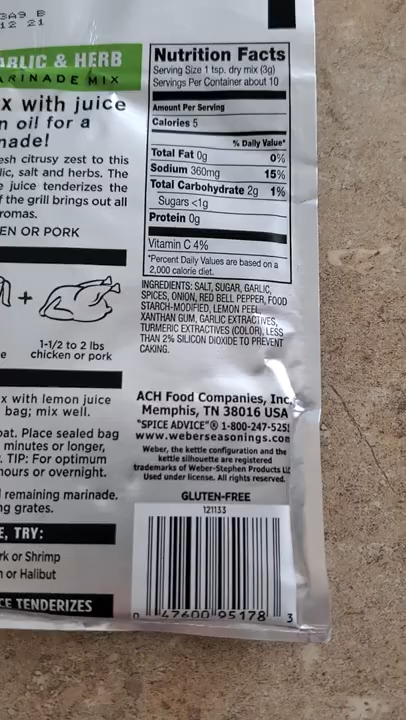 3A9 B
12 21
ARLIC & HERB
ARINADE MIX
x with juice
n oil for a
nade!
esh citrusy zest to this
lic, salt and herbs. The
e juice tenderizes the
f the grill brings out all
romas.
EN OR PORK
+
1-1/2 to 2 lbs
chicken or pork
e
x with lemon juice
bag; mix well.
oat. Place sealed bag
minutes or longer,
. TIP: For optimum
hours or overnight.
l remaining marinade.
ng grates.
E, TRY:
rk or Shrimp
n or Halibut
CE TENDERIZES
Nutrition Facts
Serving Size 1 tsp. dry mix (3g)
Servings Per Container about 10
Amount Per Serving
Calories 5
% Daily Value*
Total Fat 0g 0%
Sodium 360mg 15%
Total Carbohydrate 2g 1%
Sugars <1g
Protein 0g
Vitamin C 4%
*Percent Daily Values are based on a
2,000 calorie diet.
INGREDIENTS: SALT, SUGAR, GARLIC,
SPICES, ONION, RED BELL PEPPER, FOOD
STARCH-MODIFIED, LEMON PEEL,
XANTHAN GUM, GARLIC EXTRACTIVES,
TURMERIC EXTRACTIVES (COLOR), LESS
THAN 2% SILICON DIOXIDE TO PREVENT
CAKING.
ACH Food Companies, Inc.
Memphis, TN 38016 USA
"SPICE ADVICE"® 1-800-247-5251
www.weberseasonings.com
Weber, the kettle configuration and the
kettle silhouette are registered
trademarks of Weber-Stephen Products LLC
Used under license. All rights reserved.
GLUTEN-FREE
121133
0 47600 95178 3